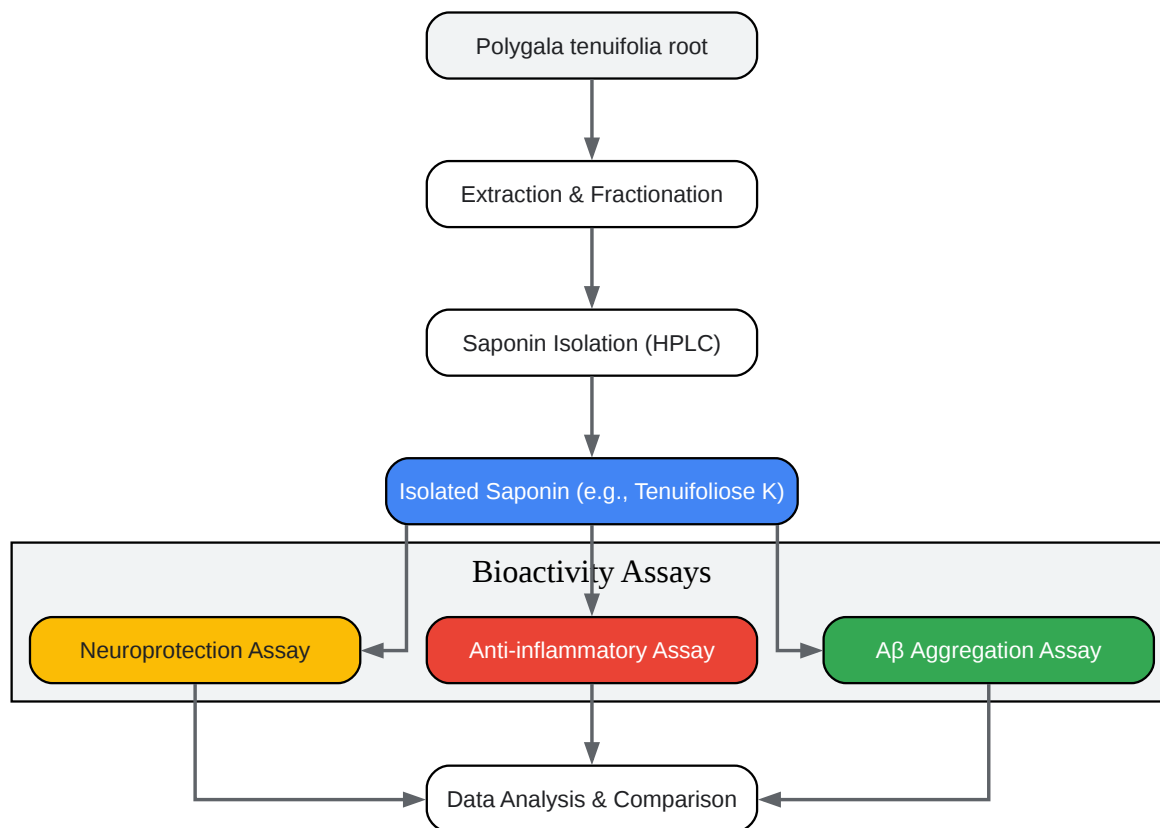 Polygala tenuifolia root
Extraction & Fractionation
Saponin Isolation (HPLC)
Isolated Saponin (e.g., Tenuifoliose K)
Bioactivity Assays
Neuroprotection Assay
Anti-inflammatory Assay
Aβ Aggregation Assay
Data Analysis & Comparison